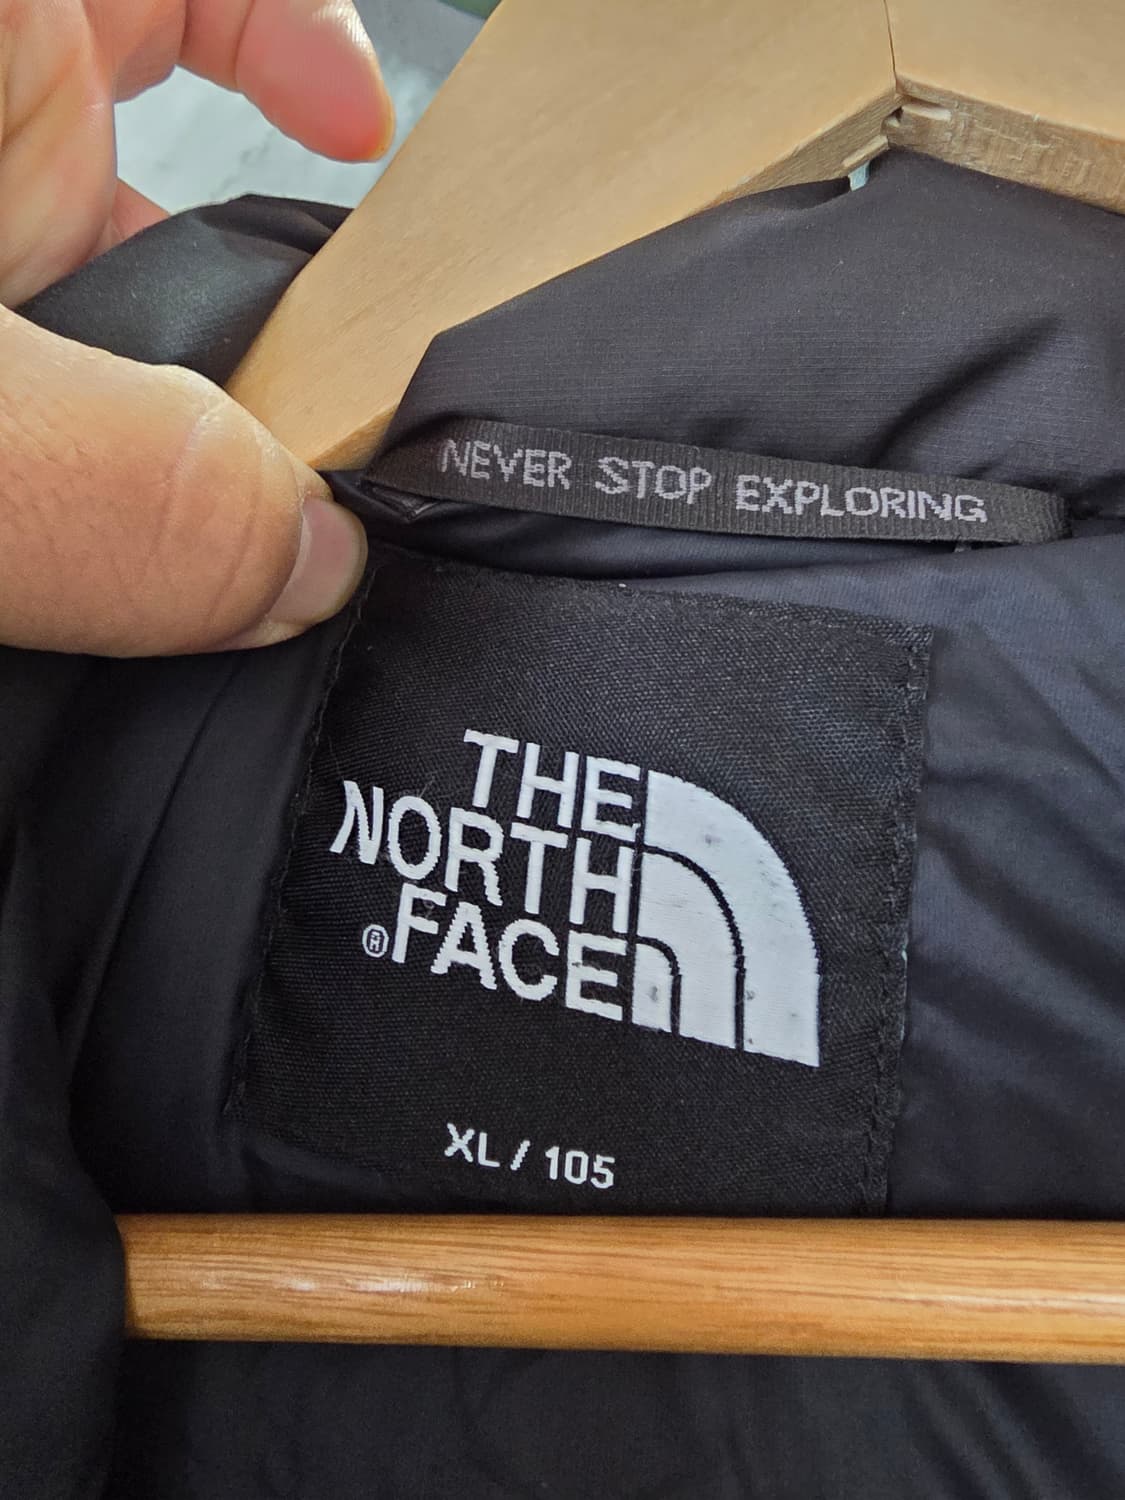 NEVER STOP EXPLORING
THE
NORTH
®FACE
XL / 105